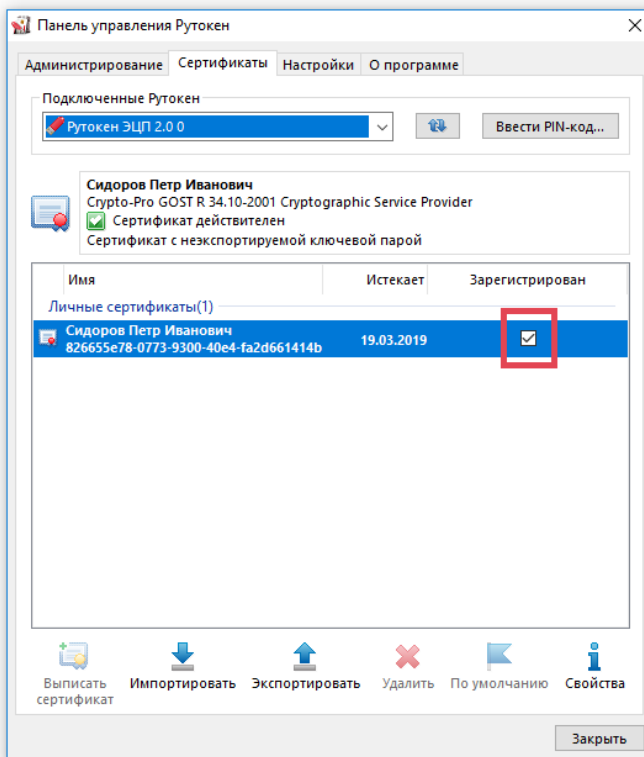 Панель управления Рутокен
Администрирование Сертификаты Настройки О программе
Подключенные Рутокен
Рутокен ЭЦП 2.0 0 Ввести PIN-код...
Сидоров Петр Иванович
Crypto-Pro GOST R 34.10-2001 Cryptographic Service Provider
Сертификат действителен
Сертификат с неэкспортируемой ключевой парой
Имя Истекает Зарегистрирован
Личные сертификаты(1)
Сидоров Петр Иванович
826655e78-0773-9300-40e4-fa2d661414b 19.03.2019
Выписать сертификат Импортировать Экспортировать Удалить По умолчанию Свойства
Закрыть